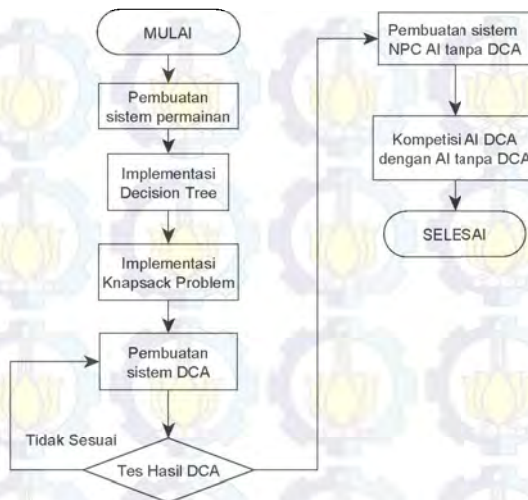 MULAI
Pembuatan
sistem permainan
Implementasi
Decision Tree
Implementasi
Knapsack Problem
Pembuatan
sistem DCA
Tidak Sesuai
Tes Hasil DCA
Pembuatan sistem
NPC AI tanpa DCA
Kompetisi AI DCA
dengan AI tanpa DCA
SELESAI